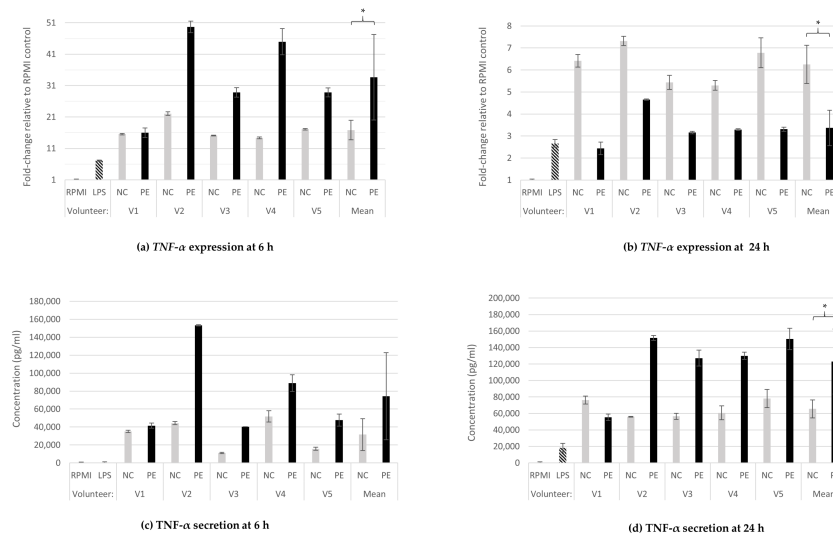 Fold-change relative to RPMI control
51
41
31
21
11
1
*
RPMI LPS NC PE NC PE NC PE NC PE NC PE NC PE
Volunteer: V1 V2 V3 V4 V5 Mean
(a) TNF-α expression at 6 h
Fold-change relative to RPMI control
8
7
6
5
4
3
2
1
*
RPMI LPS NC PE NC PE NC PE NC PE NC PE NC PE
Volunteer: V1 V2 V3 V4 V5 Mean
(b) TNF-α expression at 24 h
Concentration (pg/ml)
180,000
160,000
140,000
120,000
100,000
80,000
60,000
40,000
20,000
0
RPMI LPS NC PE NC PE NC PE NC PE NC PE NC PE
Volunteer: V1 V2 V3 V4 V5 Mean
(c) TNF-α secretion at 6 h
Concentration (pg/ml)
200,000
180,000
160,000
140,000
120,000
100,000
80,000
60,000
40,000
20,000
0
*
RPMI LPS NC PE NC PE NC PE NC PE NC PE NC
Volunteer: V1 V2 V3 V4 V5 Mean
(d) TNF-α secretion at 24 h